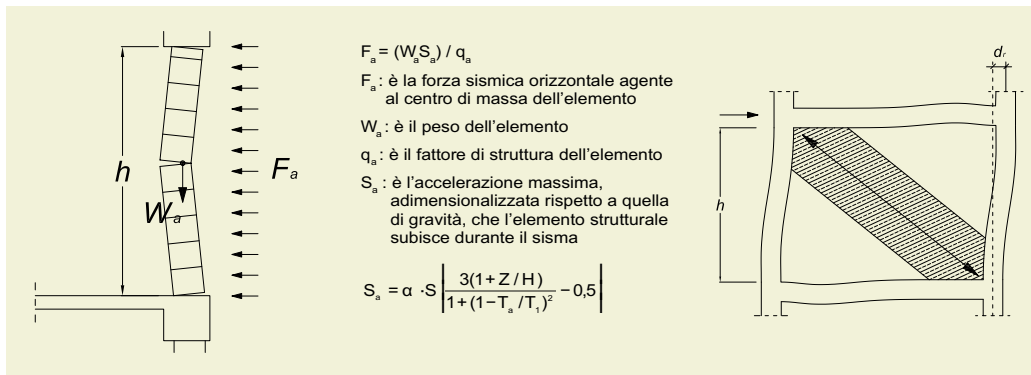 h
W a
F a
F a = (W a S a) / q a
F a : è la forza sismica orizzontale agente
al centro di massa dell'elemento
W a : è il peso dell'elemento
q a : è il fattore di struttura dell'elemento
S a : è l'accelerazione massima,
adimensionalizzata rispetto a quella
di gravità, che l'elemento strutturale
subisce durante il sisma
S a = α · S | 3(1+Z/H) / 1+(1−T a /T 1)² − 0,5 |
d r
h